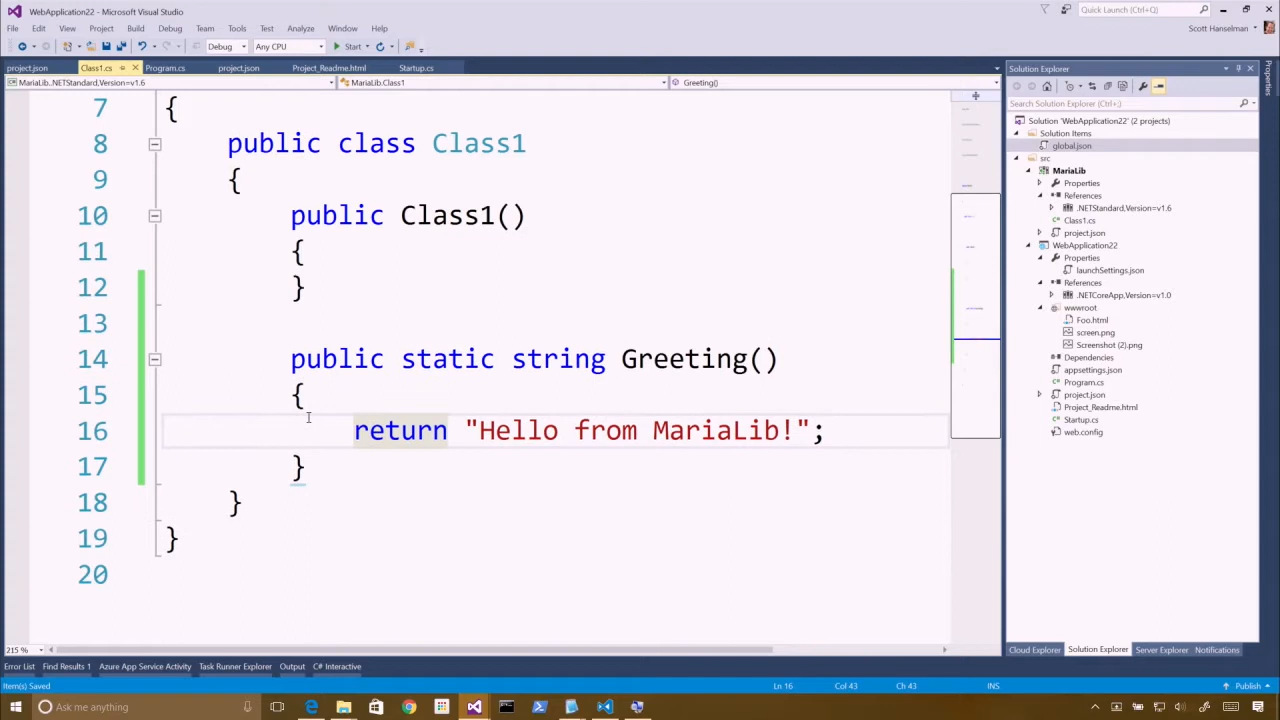 WebApplication22 - Microsoft Visual Studio
Quick Launch (Ctrl+Q)
File Edit View Project Build Debug Team Tools Test Analyze Window Help
Scott Hanselman
Debug Any CPU Start
project.json Class1.cs Program.cs project.json Project_Readme.html Startup.cs
MariaLib..NETStandard,Version=v1.6 MariaLib.Class1 Greeting()
7 {
8 public class Class1
9 {
10 public Class1()
11 {
12 }
13
14 public static string Greeting()
15 {
16 return "Hello from MariaLib!";
17 }
18 }
19 }
20
215 %
Solution Explorer
Search Solution Explorer (Ctrl+;)
Solution 'WebApplication22' (2 projects)
Solution Items
global.json
src
MariaLib
Properties
References
.NETStandard,Version=v1.6
Class1.cs
project.json
WebApplication22
Properties
launchSettings.json
References
.NETCoreApp,Version=v1.0
wwwroot
Foo.html
screen.png
Screenshot (2).png
Dependencies
appsettings.json
Program.cs
project.json
Project_Readme.html
Startup.cs
web.config
Cloud Explorer Solution Explorer Server Explorer Notifications
Properties
Error List Find Results 1 Azure App Service Activity Task Runner Explorer Output C# Interactive
Item(s) Saved Ln 16 Col 43 Ch 43 INS Publish
Ask me anything